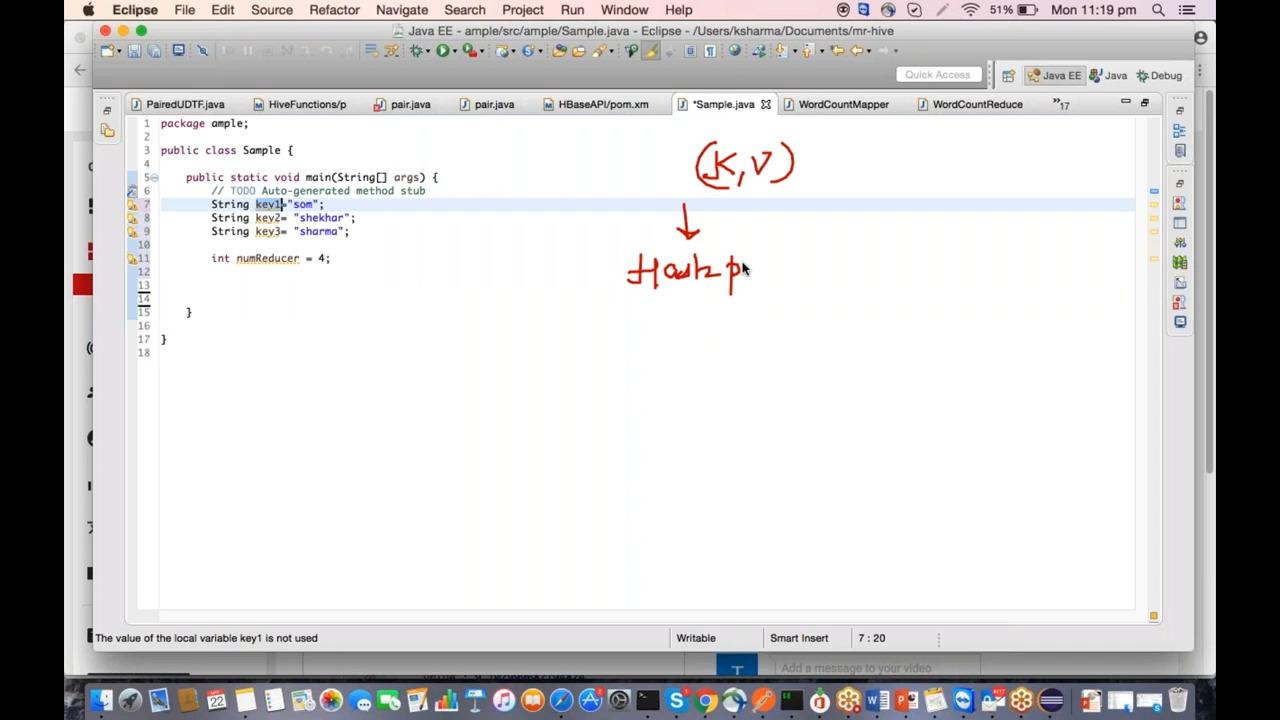 Eclipse File Edit Source Refactor Navigate Search Project Run Window Help 51% Mon 11:19 pm
Java EE - ample/src/ample/Sample.java - Eclipse - /Users/ksharma/Documents/mr-hive
Quick Access Java EE Java Debug
PairedUDTF.java HiveFunctions/p pair.java pair.java HBaseAPI/pom.xm *Sample.java WordCountMapper WordCountReduce »17
1 package ample;
2
3 public class Sample {
4
5 public static void main(String[] args) {
6 // TODO Auto-generated method stub
7 String key1="som";
8 String key2= "shekhar";
9 String key3= "sharma";
10
11 int numReducer = 4;
12
13
14
15 }
16
17 }
18
(K,V)
Hash p
The value of the local variable key1 is not used Writable Smart Insert 7 : 20
T Add a message to your video
22